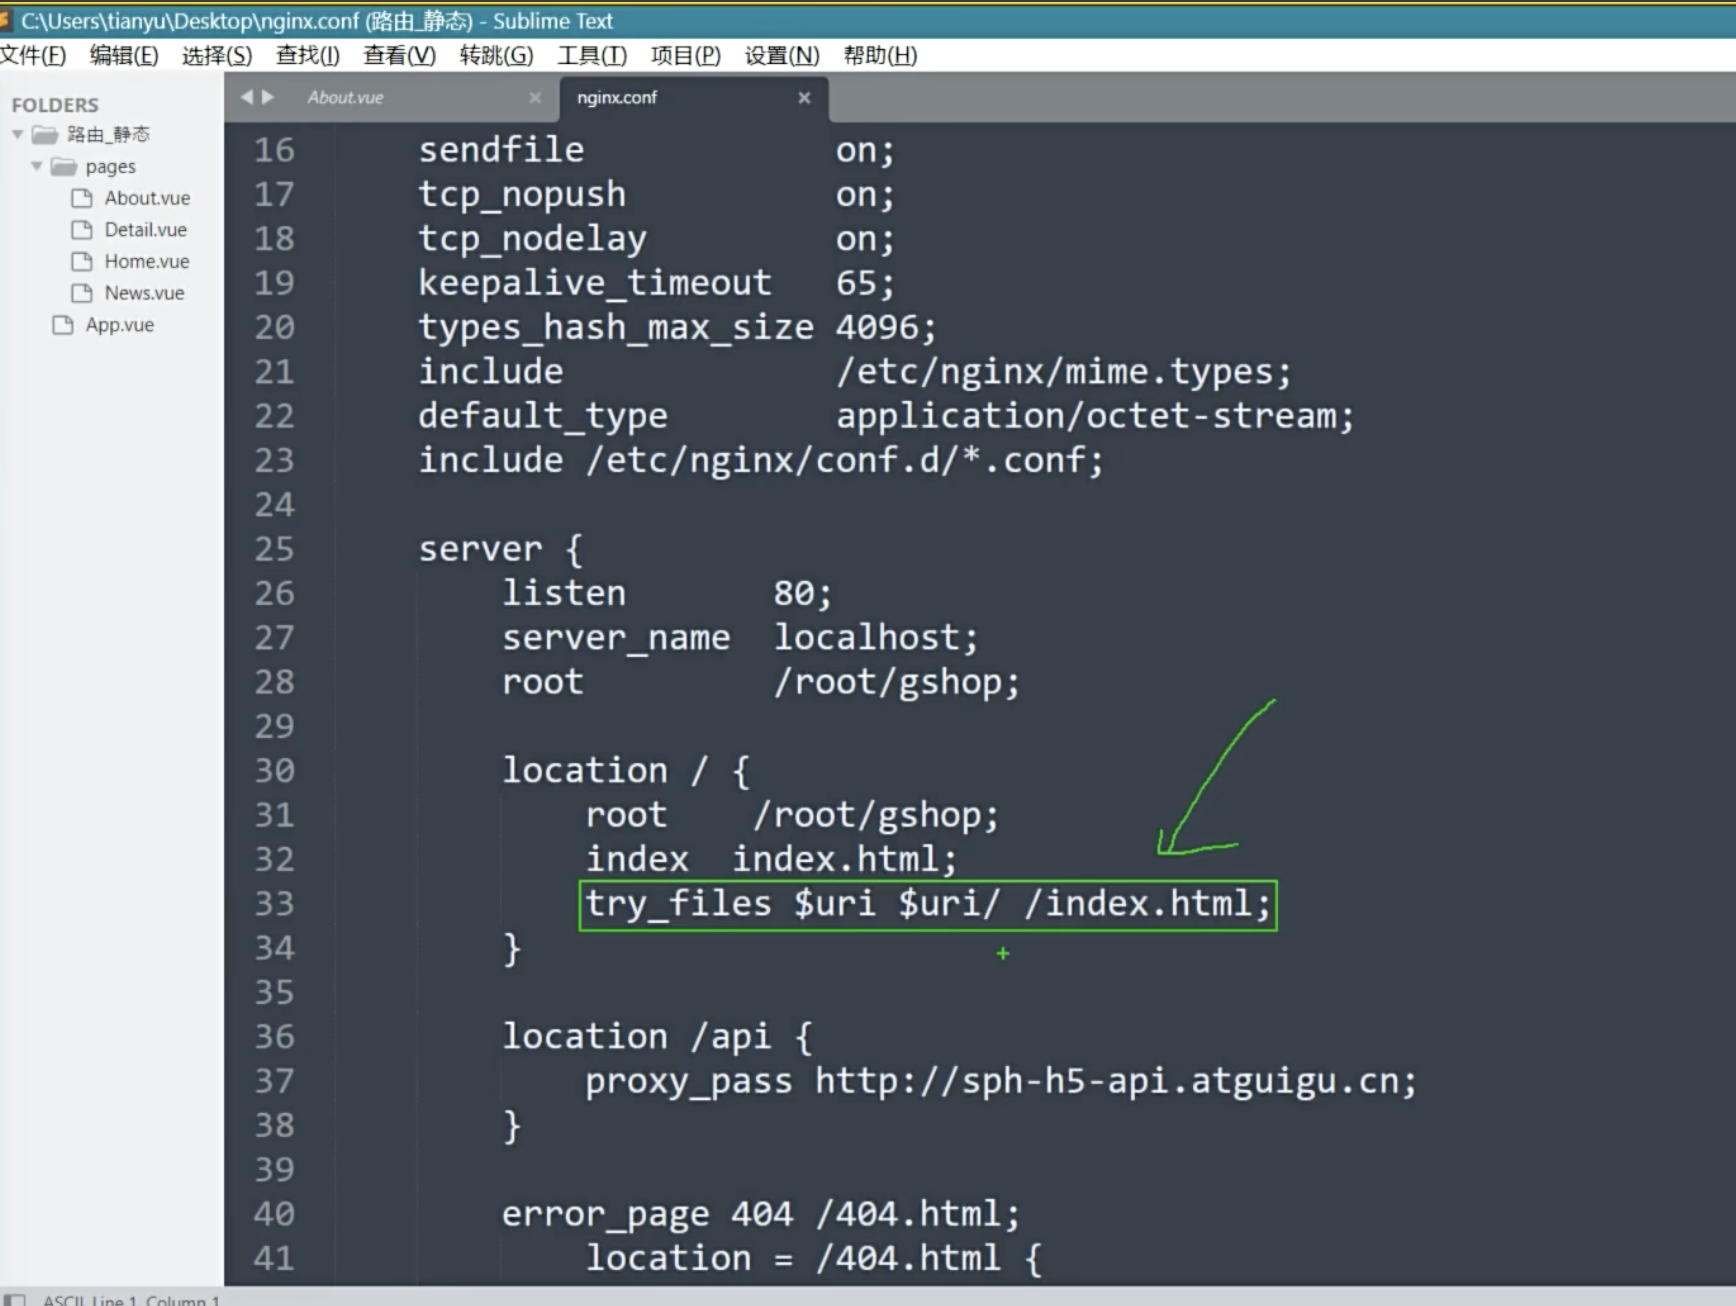 C:\Users\tianyu\Desktop\nginx.conf (路由_静态) - Sublime Text
文件(F) 编辑(E) 选择(S) 查找(I) 查看(V) 转跳(G) 工具(T) 项目(P) 设置(N) 帮助(H)
FOLDERS
路由_静态
pages
About.vue
Detail.vue
Home.vue
News.vue
App.vue
About.vue
nginx.conf
16 sendfile on;
17 tcp_nopush on;
18 tcp_nodelay on;
19 keepalive_timeout 65;
20 types_hash_max_size 4096;
21 include /etc/nginx/mime.types;
22 default_type application/octet-stream;
23 include /etc/nginx/conf.d/*.conf;
24
25 server {
26 listen 80;
27 server_name localhost;
28 root /root/gshop;
29
30 location / {
31 root /root/gshop;
32 index index.html;
33 try_files $uri $uri/ /index.html;
34 }
35
36 location /api {
37 proxy_pass http://sph-h5-api.atguigu.cn;
38 }
39
40 error_page 404 /404.html;
41 location = /404.html {
ASCII, Line 1, Column 1